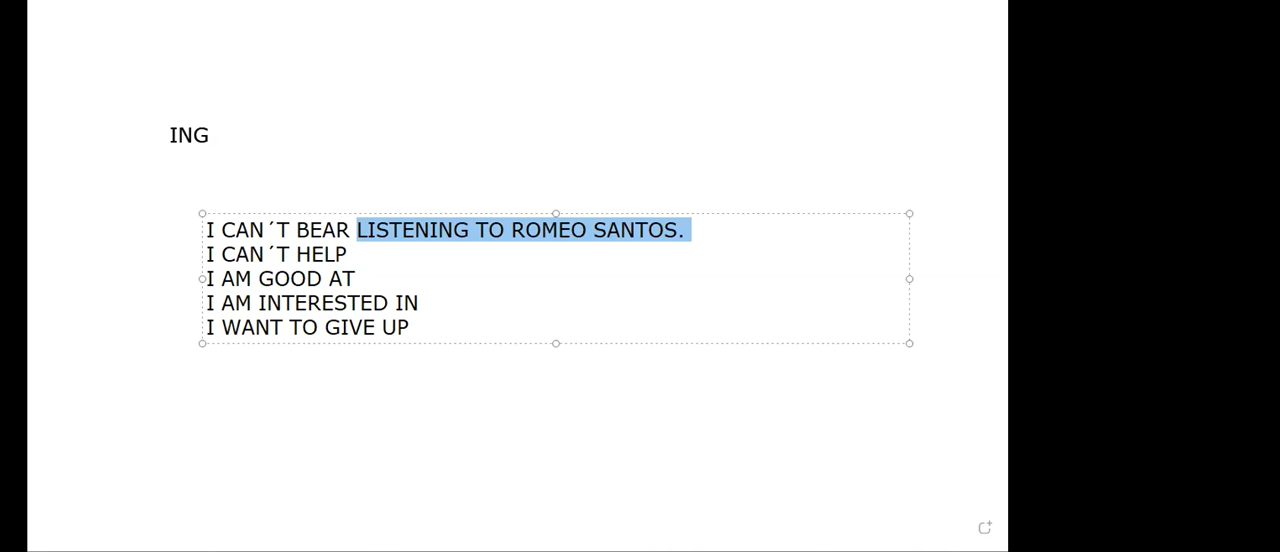 ING
I CAN´T BEAR LISTENING TO ROMEO SANTOS.
I CAN´T HELP
I AM GOOD AT
I AM INTERESTED IN
I WANT TO GIVE UP